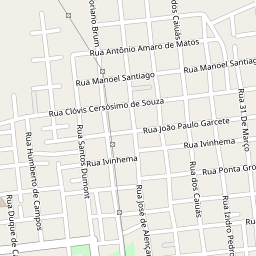 oriano Brum
dos Caiuás
Rua Antônio Amaro de Matos
Rua Manoel Santiago
Rua Manoel Santiago
Rua Clóvis Cersósimo de Souza
Rua 31 De Março
Rua João Paulo Garcete
Rua Humberto de Campos
Rua Santos Dumont
Rua Ivinhema
Rua Ivinhema
Rua Ponta Gros
Rua Duque de C
Rua José de Alencar
Rua dos Caiuás
Rua Izidro Pedro